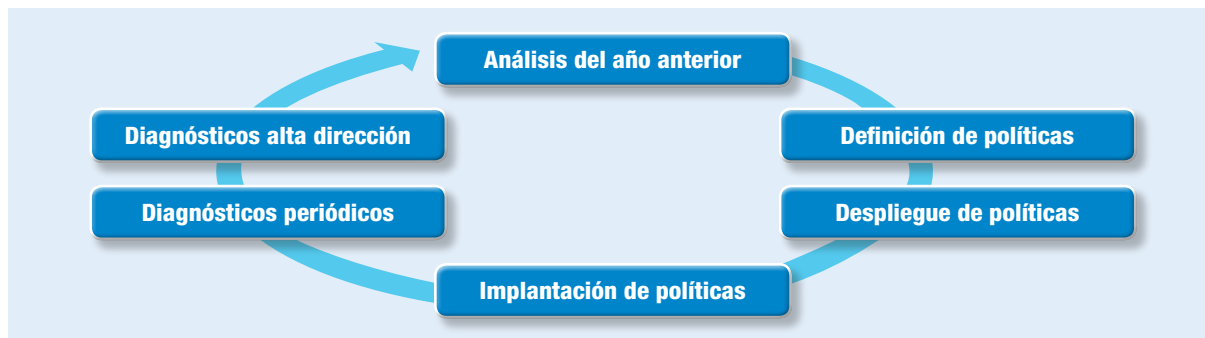 Análisis del año anterior
Diagnósticos alta dirección
Definición de políticas
Diagnósticos periódicos
Despliegue de políticas
Implantación de políticas